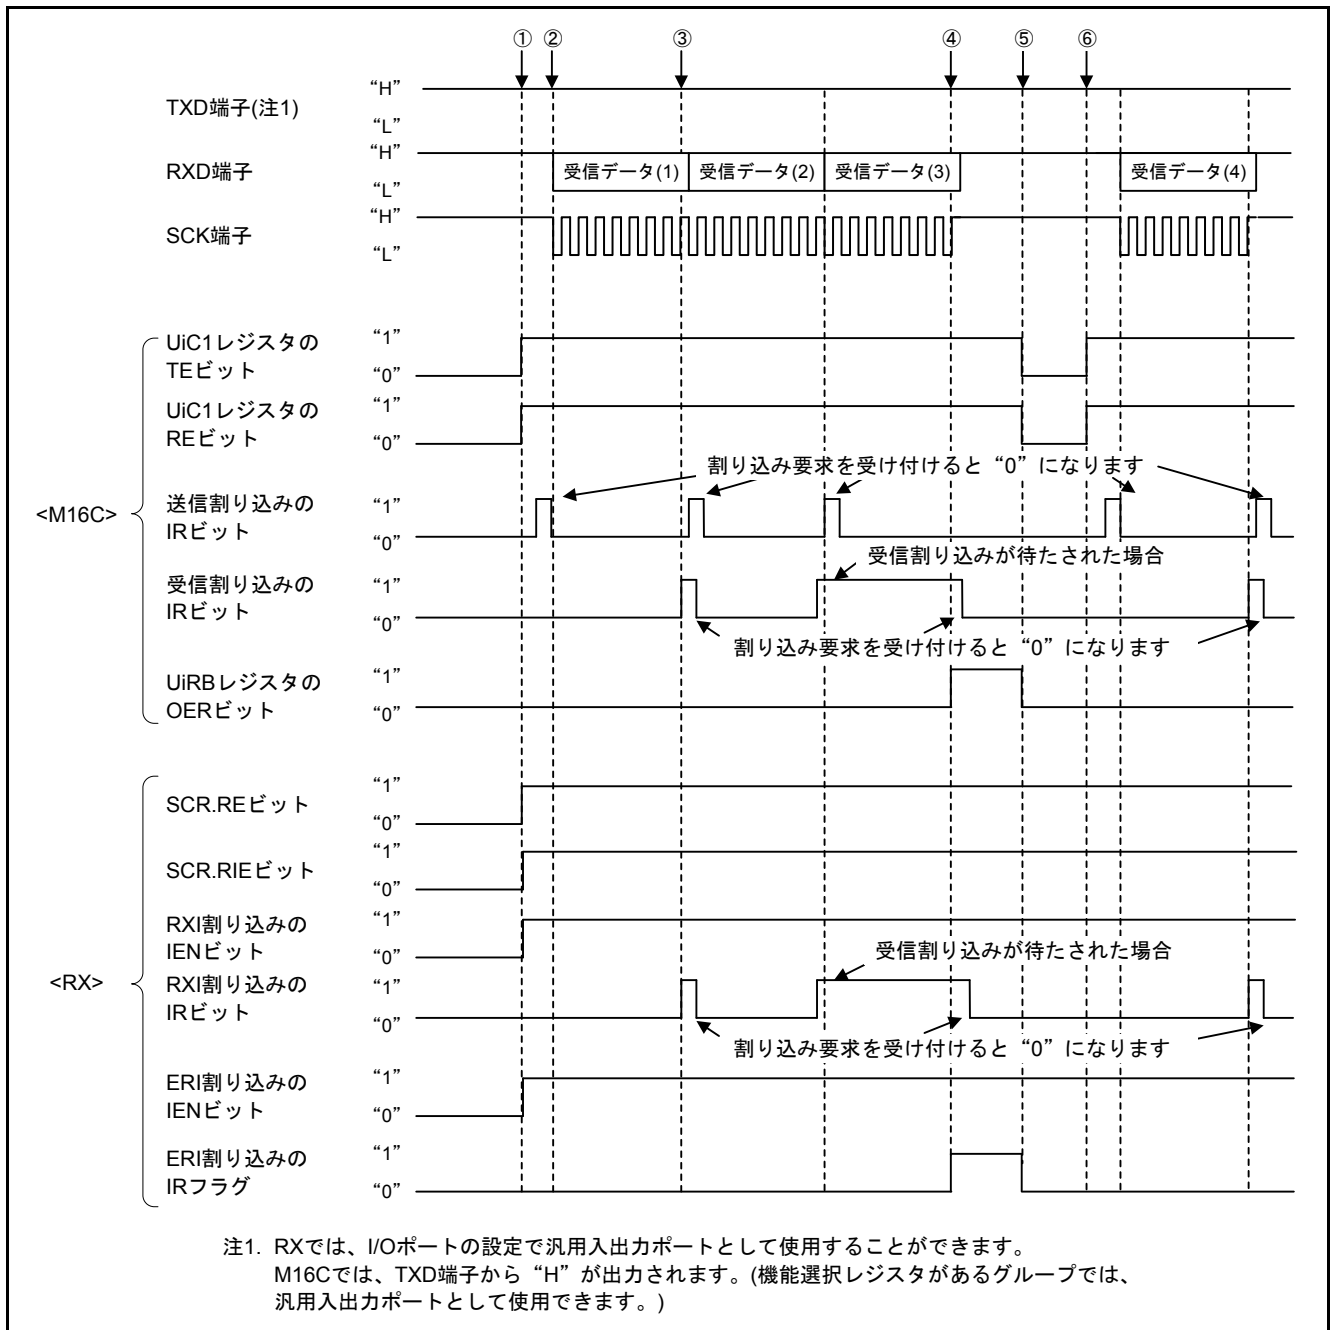 ① ② ③ ④ ⑤ ⑥
TXD端子(注1)
“H”
“L”
RXD端子
“H”
“L”
受信データ(1) 受信データ(2) 受信データ(3) 受信データ(4)
SCK端子
“H”
“L”
<M16C>
UiC1レジスタの
TEビット
“1”
“0”
UiC1レジスタの
REビット
“1”
“0”
割り込み要求を受け付けると“0”になります
送信割り込みの
IRビット
“1”
“0”
受信割り込みが待たされた場合
受信割り込みの
IRビット
“1”
“0”
割り込み要求を受け付けると“0”になります
UiRBレジスタの
OERビット
“1”
“0”
<RX>
SCR.REビット
“1”
“0”
SCR.RIEビット
“1”
“0”
RXI割り込みの
IENビット
“1”
“0”
受信割り込みが待たされた場合
RXI割り込みの
IRビット
“1”
“0”
割り込み要求を受け付けると“0”になります
ERI割り込みの
IENビット
“1”
“0”
ERI割り込みの
IRフラグ
“1”
“0”
注1. RXでは、I/Oポートの設定で汎用入出力ポートとして使用することができます。
M16Cでは、TXD端子から“H”が出力されます。(機能選択レジスタがあるグループでは、
汎用入出力ポートとして使用できます。)